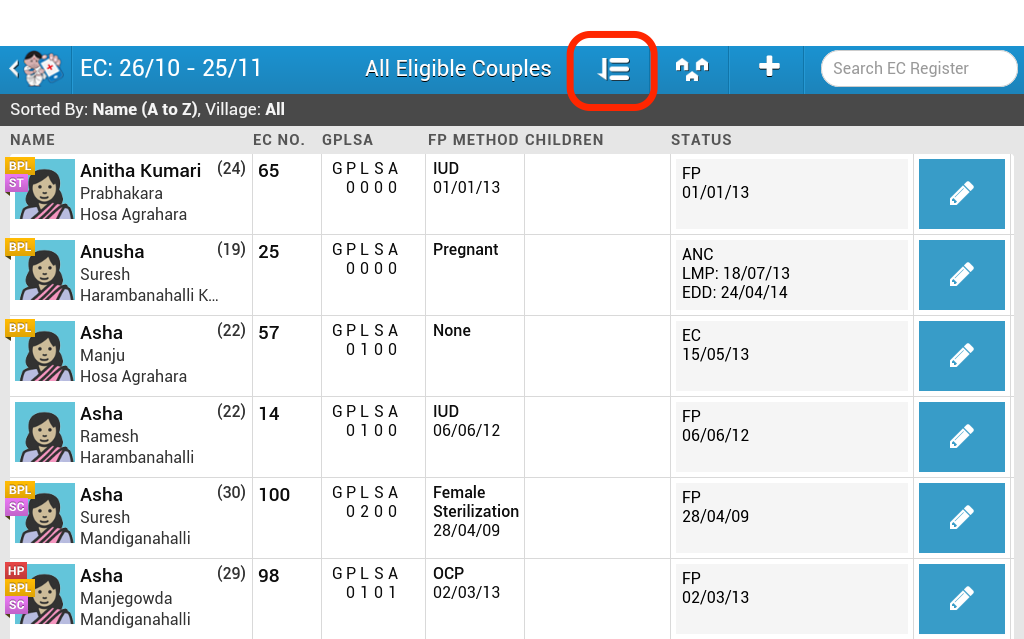 EC: 26/10 - 25/11 All Eligible Couples Search EC Register
Sorted By: Name (A to Z), Village: All
NAME EC NO. GPLSA FP METHOD CHILDREN STATUS
BPL
ST
Anitha Kumari (24)
Prabhakara
Hosa Agrahara
65
G P L S A
0 0 0 0
IUD
01/01/13
FP
01/01/13
BPL
Anusha (19)
Suresh
Harambanahalli K...
25
G P L S A
0 0 0 0
Pregnant
ANC
LMP: 18/07/13
EDD: 24/04/14
BPL
Asha (22)
Manju
Hosa Agrahara
57
G P L S A
0 1 0 0
None
EC
15/05/13
Asha (22)
Ramesh
Harambanahalli
14
G P L S A
0 1 0 0
IUD
06/06/12
FP
06/06/12
BPL
SC
Asha (30)
Suresh
Mandiganahalli
100
G P L S A
0 2 0 0
Female
Sterilization
28/04/09
FP
28/04/09
HP
BPL
SC
Asha (29)
Manjegowda
Mandiganahalli
98
G P L S A
0 1 0 1
OCP
02/03/13
FP
02/03/13